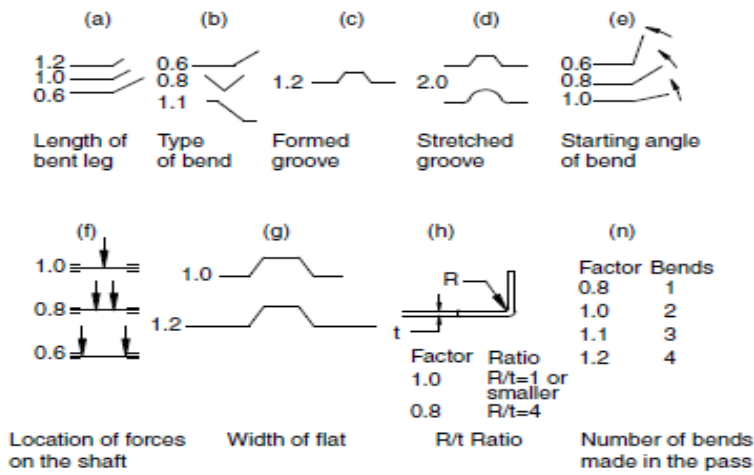 (a) (b) (c) (d) (e)
1.2
1.0
0.6
0.6
0.8
1.1
1.2
2.0
0.6
0.8
1.0
Length of bent leg
Type of bend
Formed groove
Stretched groove
Starting angle of bend
(f) (g) (h) (n)
1.0
0.8
0.6
1.0
1.2
R
t
Factor Ratio
1.0 R/t=1 or smaller
0.8 R/t=4
Factor Bends
0.8 1
1.0 2
1.1 3
1.2 4
Location of forces on the shaft
Width of flat
R/t Ratio
Number of bends made in the pass